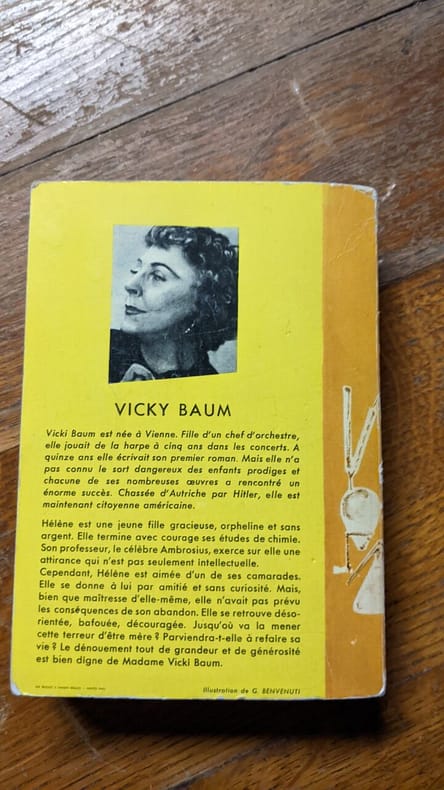 VICKY BAUM
Vicki Baum est née à Vienne. Fille d'un chef d'orchestre,
elle jouait de la harpe à cinq ans dans les concerts. A
quinze ans elle écrivait son premier roman. Mais elle n'a
pas connu le sort dangereux des enfants prodiges et
chacune de ses nombreuses œuvres a rencontré un
énorme succès. Chassée d'Autriche par Hitler, elle est
maintenant citoyenne américaine.
Hélène est une jeune fille gracieuse, orpheline et sans
argent. Elle termine avec courage ses études de chimie.
Son professeur, le célèbre Ambrosius, exerce sur elle une
attirance qui n'est pas seulement intellectuelle.
Cependant, Hélène est aimée d'un de ses camarades.
Elle se donne à lui par amitié et sans curiosité. Mais,
bien que maîtresse d'elle-même, elle n'avait pas prévu
les conséquences de son abandon. Elle se retrouve déso-
rientée, bafouée, découragée. Jusqu'où va la mener
cette terreur d'être mère ? Parviendra-t-elle à refaire sa
vie ? Le dénouement tout de grandeur et de générosité
est bien digne de Madame Vicki Baum.
Illustration de G. BENVENUTI